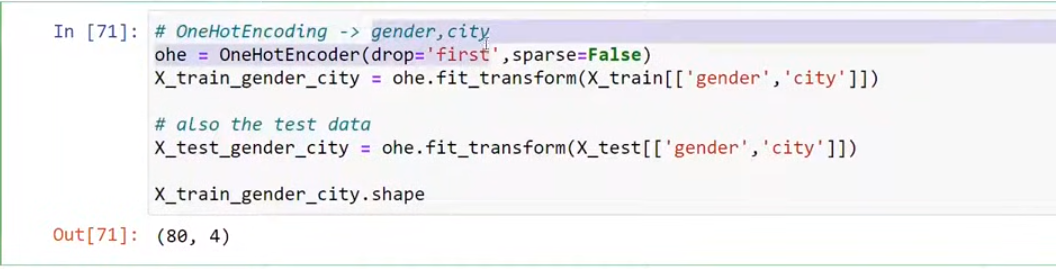 In [71]: # OneHotEncoding -> gender,city
ohe = OneHotEncoder(drop='first',sparse=False)
X_train_gender_city = ohe.fit_transform(X_train[['gender','city']])
# also the test data
X_test_gender_city = ohe.fit_transform(X_test[['gender','city']])
X_train_gender_city.shape
Out[71]: (80, 4)